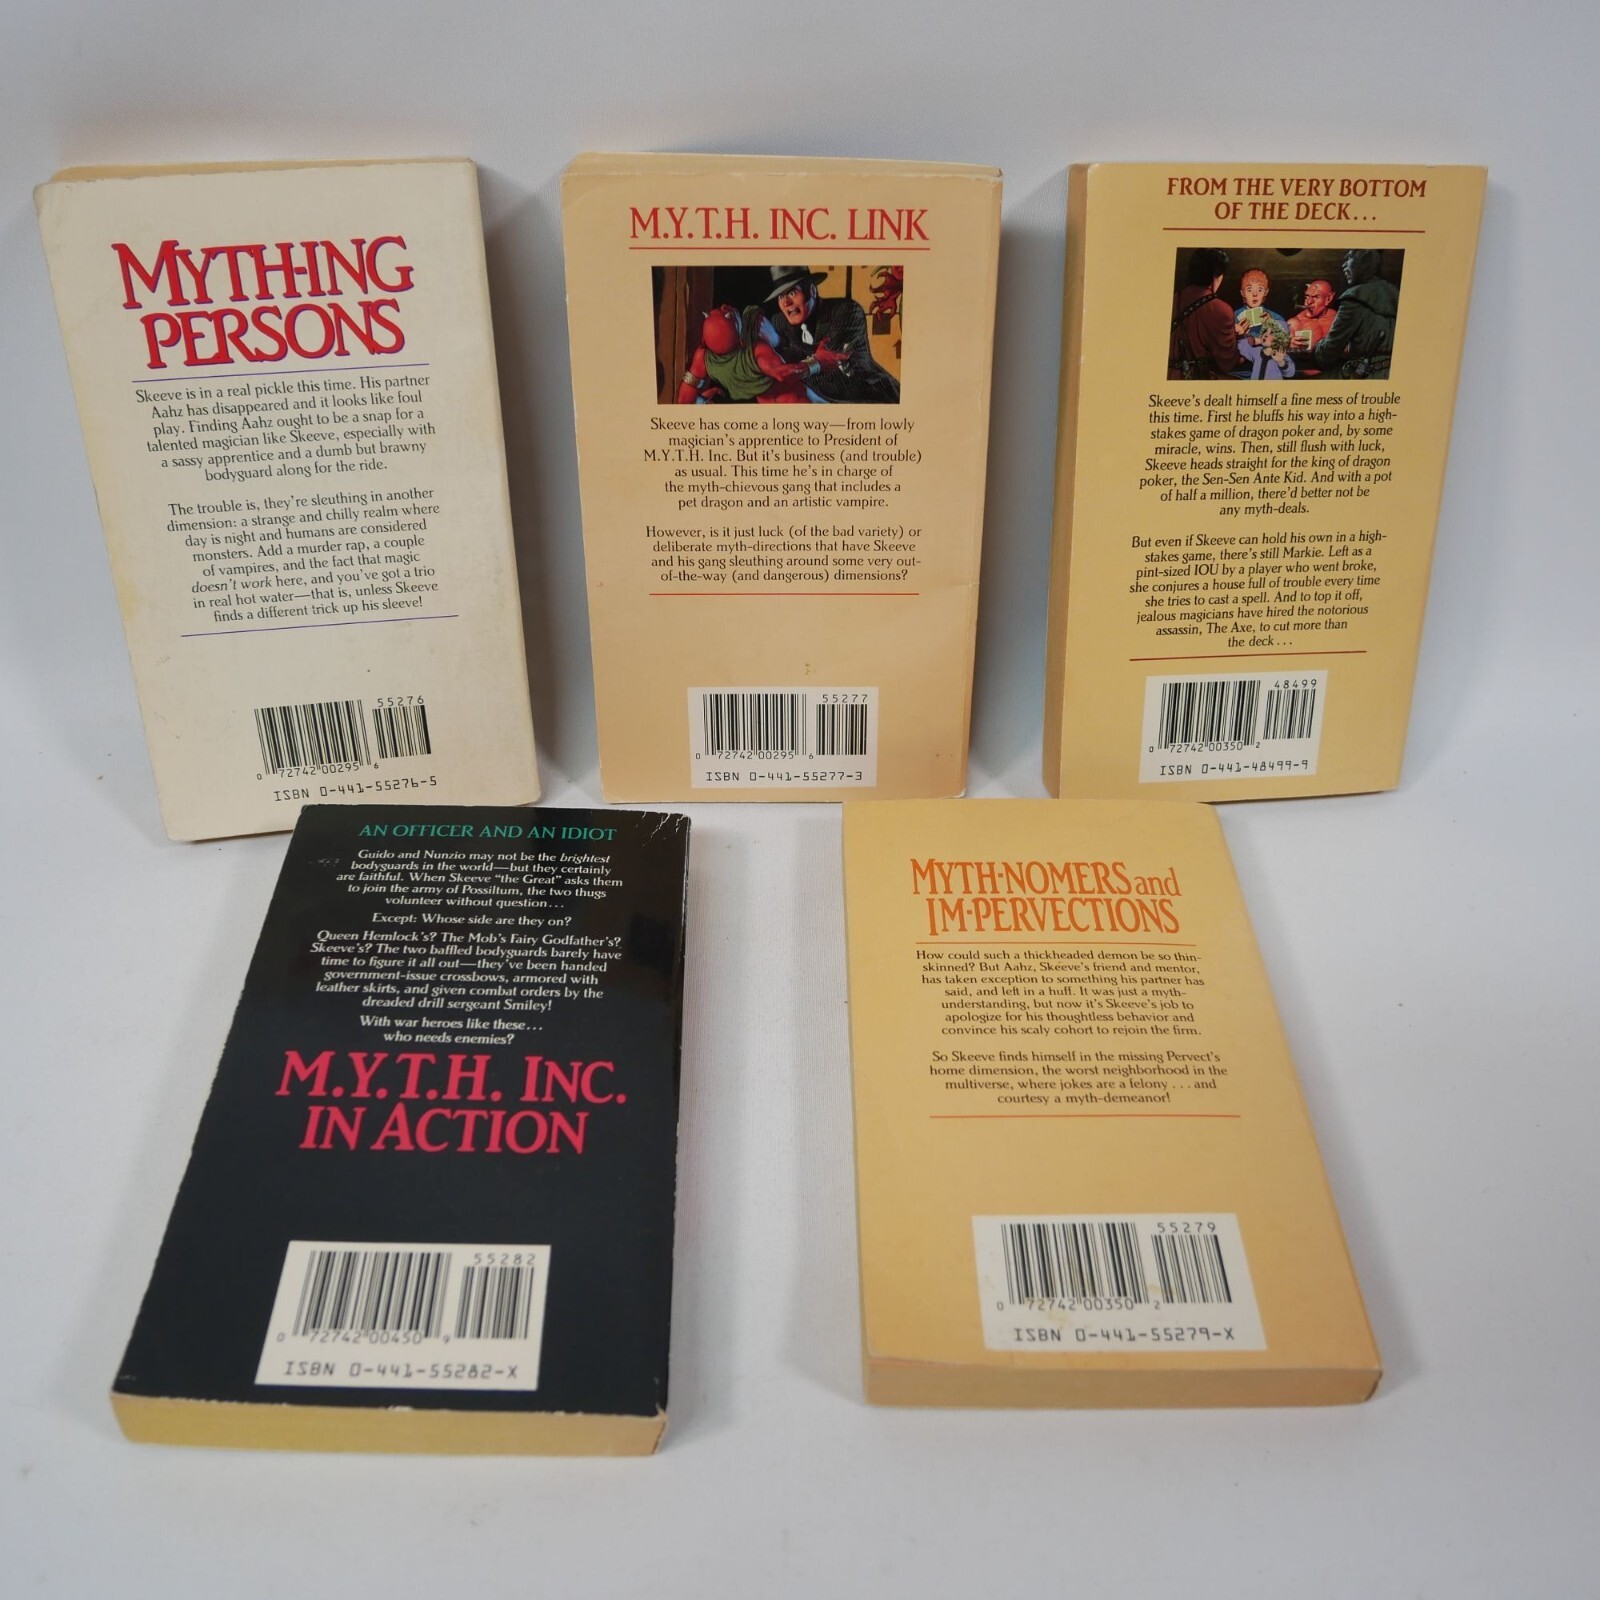 MYTH-ING
PERSONS
Skeeve is in a real pickle this time. His partner
Aahz has disappeared and it looks like foul
play. Finding Aahz ought to be a snap for a
talented magician like Skeeve, especially with
a sassy apprentice and a dumb but brawny
bodyguard along for the ride.
The trouble is, they're sleuthing in another
dimension: a strange and chilly realm where
day is night and humans are considered
monsters. Add a murder rap, a couple
of vampires, and the fact that magic
doesn't work here, and you've got a trio
in real hot water—that is, unless Skeeve
finds a different trick up his sleeve!
55276
0 72742 00295 6
ISBN 0-441-55276-5
M.Y.T.H. INC. LINK
Skeeve has come a long way—from lowly
magician's apprentice to President of
M.Y.T.H. Inc. But it's business (and trouble)
as usual. This time he's in charge of
the myth-chievous gang that includes a
pet dragon and an artistic vampire.
However, is it just luck (of the bad variety) or
deliberate myth-directions that have Skeeve
and his gang sleuthing around some very out-
of-the-way (and dangerous) dimensions?
55277
0 72742 00295 6
ISBN 0-441-55277-3
FROM THE VERY BOTTOM
OF THE DECK...
Skeeve's dealt himself a fine mess of trouble
this time. First he bluffs his way into a high-
stakes game of dragon poker and, by some
miracle, wins. Then, still flush with luck,
Skeeve heads straight for the king of dragon
poker, the Sen-Sen Ante Kid. And with a pot
of half a million, there'd better not be
any myth-deals.
But even if Skeeve can hold his own in a high-
stakes game, there's still Markie. Left as a
pint-sized IOU by a player who went broke,
she conjures a house full of trouble every time
she tries to cast a spell. And to top it off,
jealous magicians have hired the notorious
assassin, The Axe, to cut more than
the deck...
48499
0 72742 00350 2
ISBN 0-441-48499-9
AN OFFICER AND AN IDIOT
Guido and Nunzio may not be the brightest
bodyguards in the world—but they certainly
are faithful. When Skeeve "the Great" asks them
to join the army of Possiltum, the two thugs
volunteer without question...
Except: Whose side are they on?
Queen Hemlock's? The Mob's Fairy Godfather's?
Skeeve's? The two baffled bodyguards barely have
time to figure it all out—they've been handed
government-issue crossbows, armored with
leather skirts, and given combat orders by the
dreaded drill sergeant Smiley!
With war heroes like these...
who needs enemies?
M.Y.T.H. INC.
IN ACTION
55282
0 72742 00450 9
ISBN 0-441-55282-X
MYTH-NOMERS and
IM-PERVECTIONS
How could such a thickheaded demon be so thin-
skinned? But Aahz, Skeeve's friend and mentor,
has taken exception to something his partner has
said, and left in a huff. It was just a myth-
understanding, but now it's Skeeve's job to
apologize for his thoughtless behavior and
convince his scaly cohort to rejoin the firm.
So Skeeve finds himself in the missing Pervect's
home dimension, the worst neighborhood in the
multiverse, where jokes are a felony . . . and
courtesy a myth-demeanor!
55279
0 72742 00350 2
ISBN 0-441-55279-X